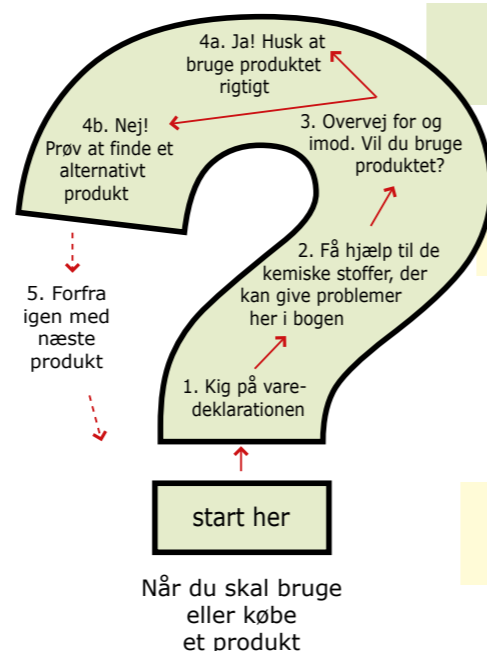 4a. Ja! Husk at
bruge produktet
rigtigt
4b. Nej!
Prøv at finde et
alternativt
produkt
3. Overvej for og
imod. Vil du bruge
produktet?
2. Få hjælp til de
kemiske stoffer, der
kan give problemer
her i bogen
5. Forfra
igen med
næste
produkt
1. Kig på vare-
deklarationen
start her
Når du skal bruge
eller købe
et produkt